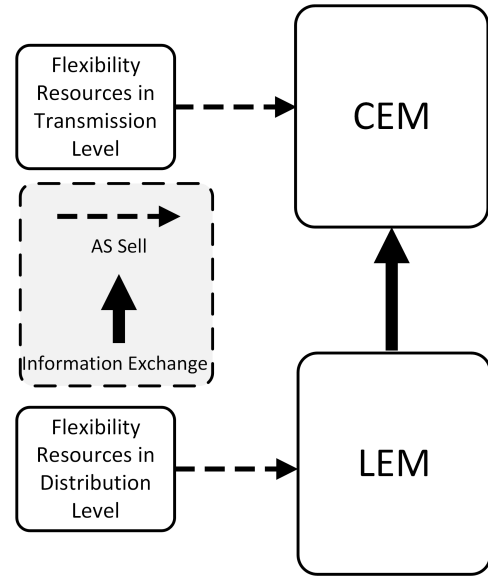 Flexibility
Resources in
Transmission
Level
CEM
AS Sell
Information Exchange
Flexibility
Resources in
Distribution
Level
LEM